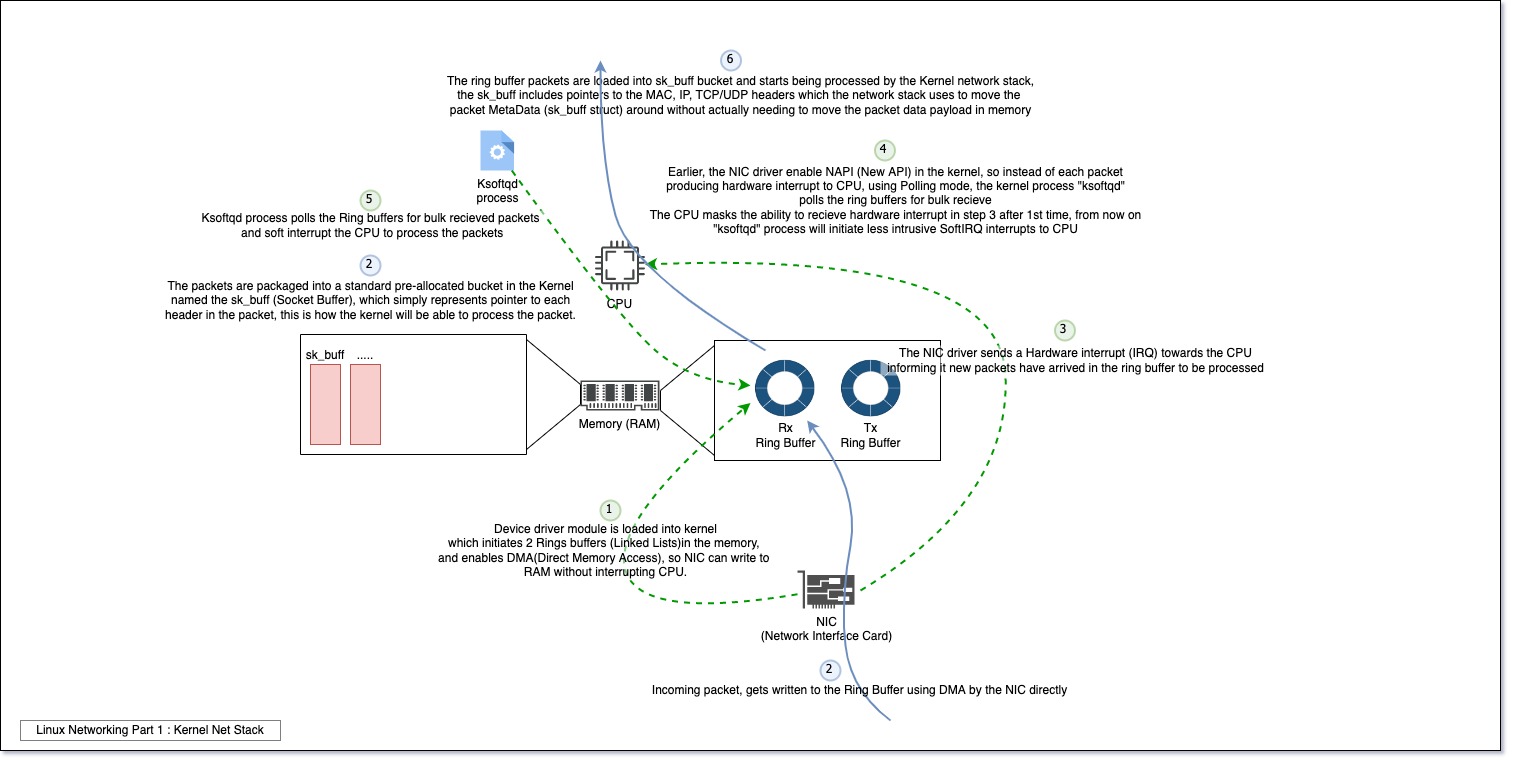 6
The ring buffer packets are loaded into sk_buff bucket and starts being processed by the Kernel network stack,
the sk_buff includes pointers to the MAC, IP, TCP/UDP headers which the network stack uses to move the
packet MetaData (sk_buff struct) around without actually needing to move the packet data payload in memory
4
Earlier, the NIC driver enable NAPI (New API) in the kernel, so instead of each packet
producing hardware interrupt to CPU, using Polling mode, the kernel process "ksoftqd"
polls the ring buffers for bulk recieve
The CPU masks the ability to recieve hardware interrupt in step 3 after 1st time, from now on
"ksoftqd" process will initiate less intrusive SoftIRQ interrupts to CPU
Ksoftqd
process
5
Ksoftqd process polls the Ring buffers for bulk recieved packets
and soft interrupt the CPU to process the packets
2
The packets are packaged into a standard pre-allocated bucket in the Kernel
named the sk_buff (Socket Buffer), which simply represents pointer to each
header in the packet, this is how the kernel will be able to process the packet.
CPU
3
The NIC driver sends a Hardware interrupt (IRQ) towards the CPU
informing it new packets have arrived in the ring buffer to be processed
sk_buff .....
Memory (RAM)
Rx
Ring Buffer
Tx
Ring Buffer
1
Device driver module is loaded into kernel
which initiates 2 Rings buffers (Linked Lists)in the memory,
and enables DMA(Direct Memory Access), so NIC can write to
RAM without interrupting CPU.
NIC
(Network Interface Card)
2
Incoming packet, gets written to the Ring Buffer using DMA by the NIC directly
Linux Networking Part 1 : Kernel Net Stack